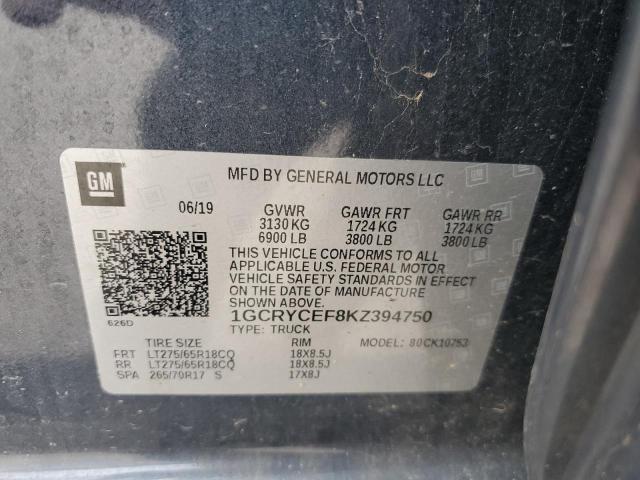 GM
MFD BY GENERAL MOTORS LLC
06/19 GVWR GAWR FRT GAWR RR
3130 KG 1724 KG 1724 KG
6900 LB 3800 LB 3800 LB
THIS VEHICLE CONFORMS TO ALL
APPLICABLE U.S. FEDERAL MOTOR
VEHICLE SAFETY STANDARDS IN EFFECT
ON THE DATE OF MANUFACTURE
SHOWN ABOVE.
626D
1GCRYCEF8KZ394750
TYPE: TRUCK MODEL: 80CK10753
TIRE SIZE RIM
FRT LT275/65R18CQ 18X8.5J
RR LT275/65R18CQ 18X8.5J
SPA 265/70R17 S 17X8J